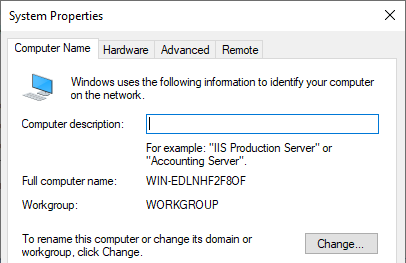 System Properties
Computer Name Hardware Advanced Remote
Windows uses the following information to identify your computer
on the network.
Computer description:
For example: "IIS Production Server" or
"Accounting Server".
Full computer name: WIN-EDLNHF2F8OF
Workgroup: WORKGROUP
To rename this computer or change its domain or
workgroup, click Change.
Change...